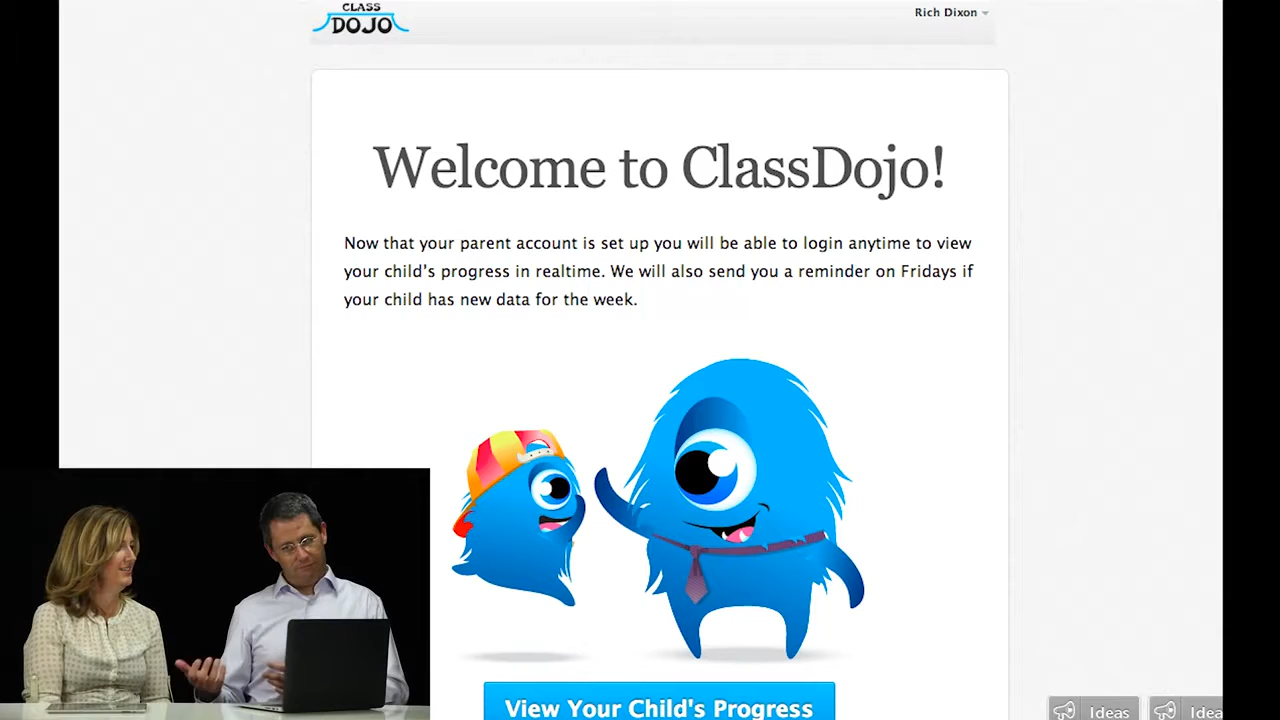 CLASS
DOJO
Rich Dixon
Welcome to ClassDojo!
Now that your parent account is set up you will be able to login anytime to view
your child’s progress in realtime. We will also send you a reminder on Fridays if
your child has new data for the week.
View Your Child's Progress
Ideas
Idea